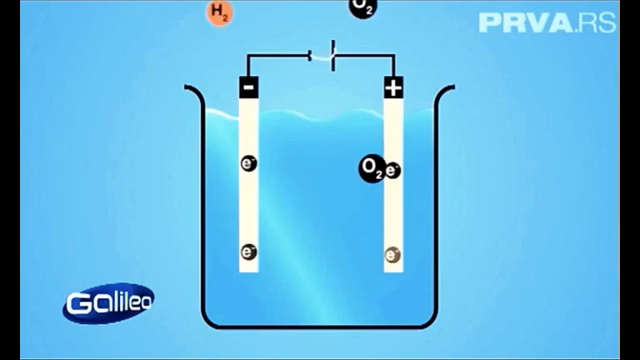 H₂
O₂
PRVA.RS
-
+
e⁻
O₂
e⁻
e⁻
e⁻
Galileo